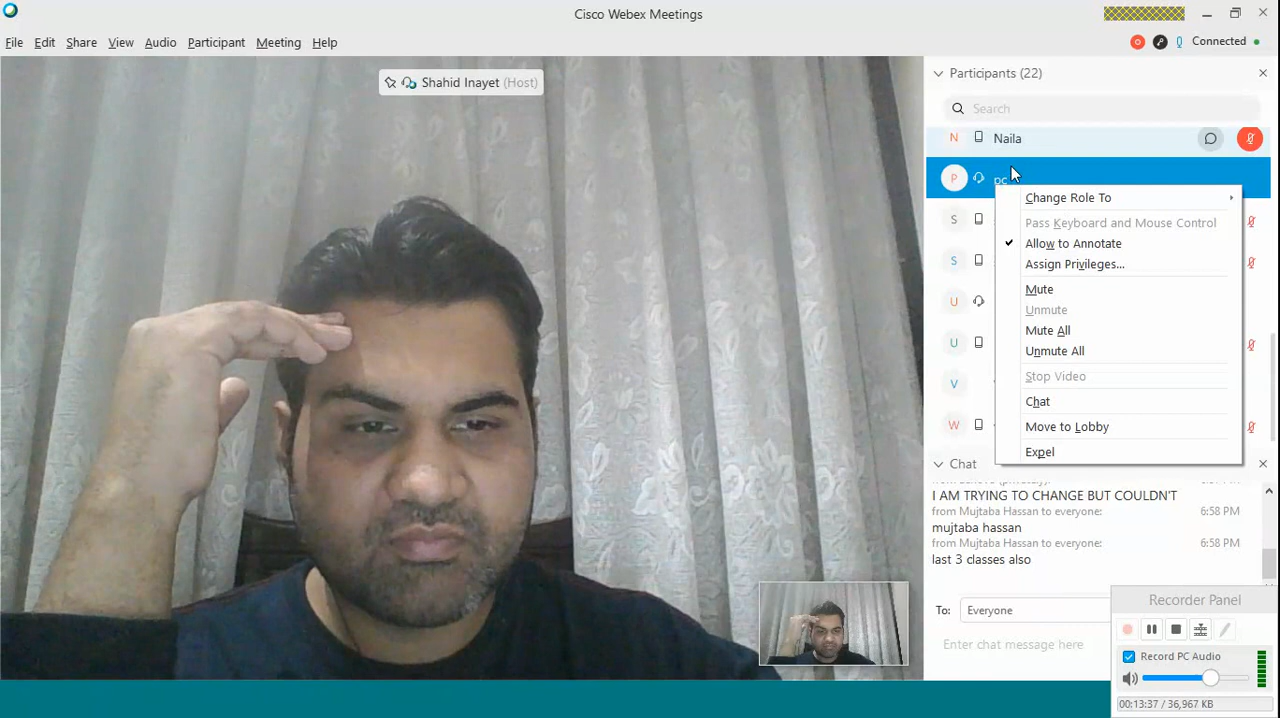 Cisco Webex Meetings
File Edit Share View Audio Participant Meeting Help
Connected
Shahid Inayet (Host)
Participants (22)
Search
N Naila
P pc
S
S
U
U
V
W
Change Role To
Pass Keyboard and Mouse Control
Allow to Annotate
Assign Privileges...
Mute
Unmute
Mute All
Unmute All
Stop Video
Chat
Move to Lobby
Expel
Chat
I AM TRYING TO CHANGE BUT COULDN'T
from Mujtaba Hassan to everyone: 6:58 PM
mujtaba hassan
from Mujtaba Hassan to everyone: 6:58 PM
last 3 classes also
To: Everyone
Enter chat message here
Recorder Panel
Record PC Audio
00:13:37 / 36,967 KB